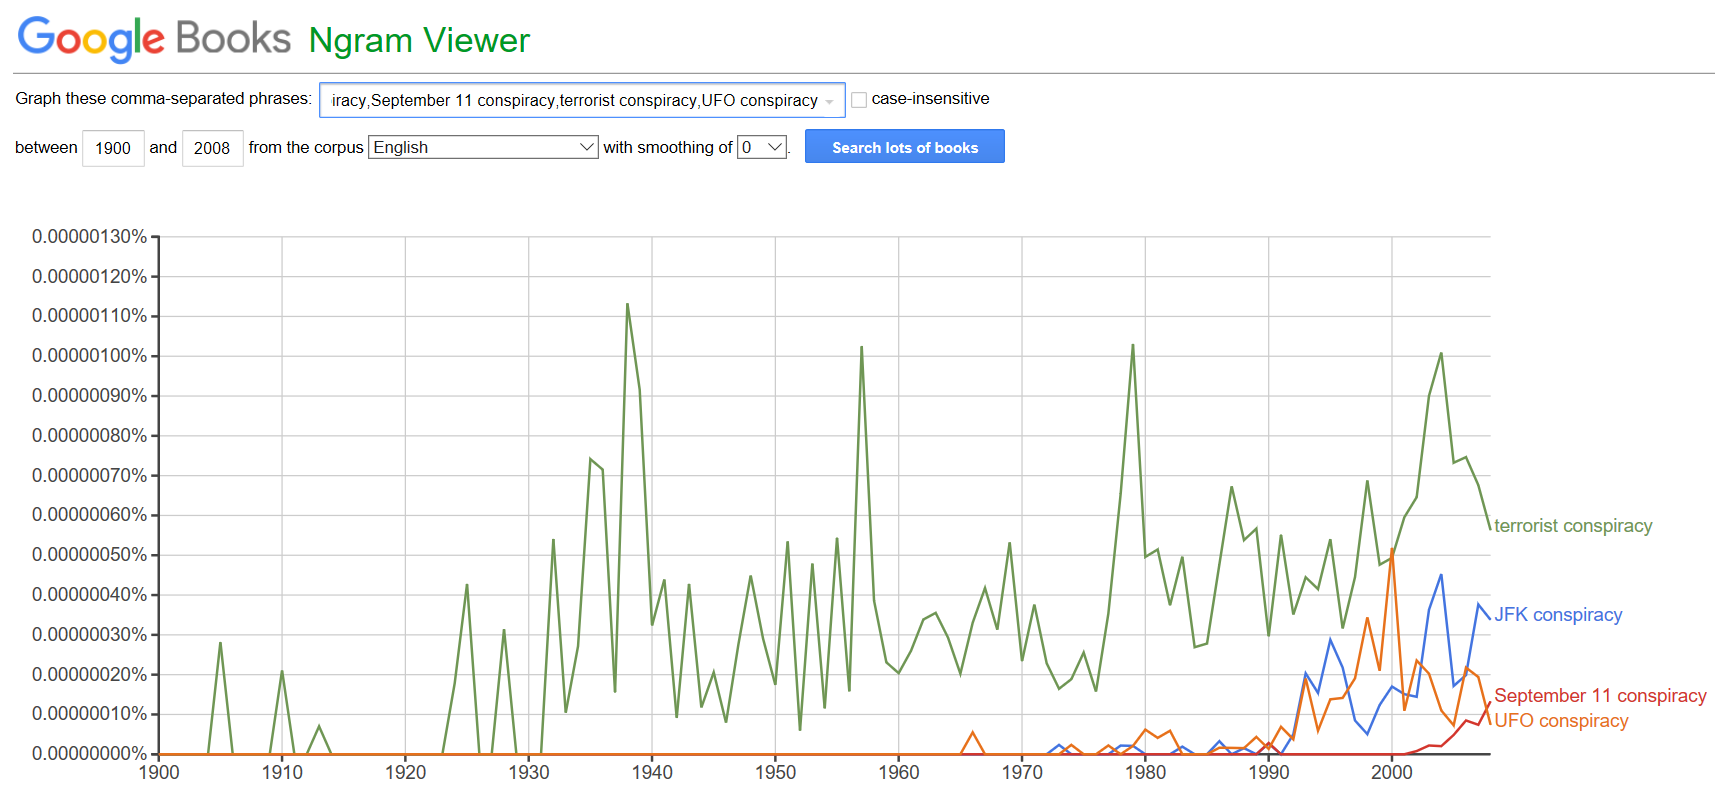 Google Books Ngram Viewer
Graph these comma-separated phrases: iracy,September 11 conspiracy,terrorist conspiracy,UFO conspiracy case-insensitive
between 1900 and 2008 from the corpus English with smoothing of 0 . Search lots of books
0.00000130%
0.00000120%
0.00000110%
0.00000100%
0.00000090%
0.00000080%
0.00000070%
0.00000060%
terrorist conspiracy
0.00000050%
0.00000040%
JFK conspiracy
0.00000030%
0.00000020%
September 11 conspiracy
0.00000010%
UFO conspiracy
0.00000000%
1900 1910 1920 1930 1940 1950 1960 1970 1980 1990 2000